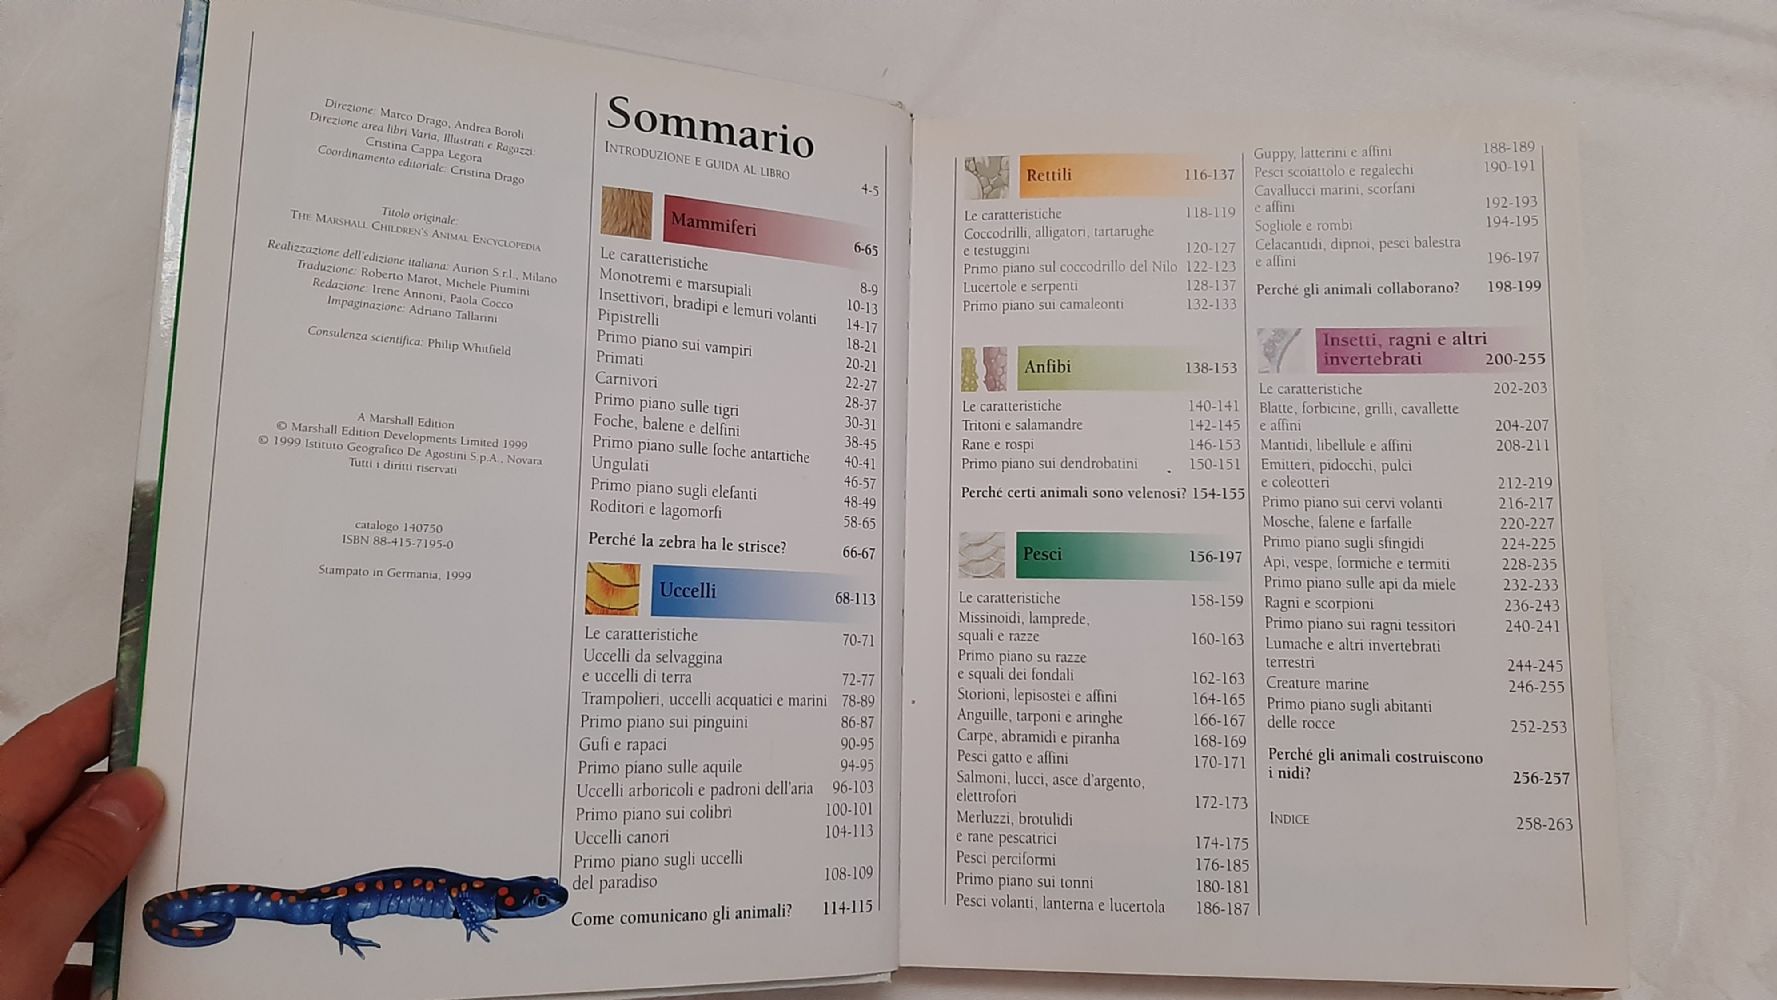 Direzione: Marco Drago, Andrea Boroli
Direzione area libri Varia, Illustrati e Ragazzi:
Cristina Cappa Legora
Coordinamento editoriale: Cristina Drago
Titolo originale:
THE MARSHALL CHILDREN'S ANIMAL ENCYCLOPEDIA
Realizzazione dell'edizione italiana: Aurion S.r.l., Milano
Traduzione: Roberto Marot, Michele Piumini
Redazione: Irene Annoni, Paola Cocco
Impaginazione: Adriano Tallarini
Consulenza scientifica: Philip Whitfield
A Marshall Edition
© Marshall Edition Developments Limited 1999
© 1999 Istituto Geografico De Agostini S.p.A., Novara
Tutti i diritti riservati
catalogo 140750
ISBN 88-415-7195-0
Stampato in Germania, 1999
Sommario
INTRODUZIONE E GUIDA AL LIBRO 4-5
Mammiferi 6-65
Le caratteristiche 8-9
Monotremi e marsupiali 10-13
Insettivori, bradipi e lemuri volanti 14-17
Pipistrelli 18-21
Primo piano sui vampiri 20-21
Primati 22-27
Carnivori 28-37
Primo piano sulle tigri 30-31
Foche, balene e delfini 38-45
Primo piano sulle foche antartiche 40-41
Ungulati 46-57
Primo piano sugli elefanti 48-49
Roditori e lagomorfi 58-65
Perché la zebra ha le strisce? 66-67
Uccelli 68-113
Le caratteristiche 70-71
Uccelli da selvaggina
e uccelli di terra 72-77
Trampolieri, uccelli acquatici e marini 78-89
Primo piano sui pinguini 86-87
Gufi e rapaci 90-95
Primo piano sulle aquile 94-95
Uccelli arboricoli e padroni dell'aria 96-103
Primo piano sui colibrì 100-101
Uccelli canori 104-113
Primo piano sugli uccelli
del paradiso 108-109
Come comunicano gli animali? 114-115
Rettili 116-137
Le caratteristiche 118-119
Coccodrilli, alligatori, tartarughe
e testuggini 120-127
Primo piano sul coccodrillo del Nilo 122-123
Lucertole e serpenti 128-137
Primo piano sui camaleonti 132-133
Anfibi 138-153
Le caratteristiche 140-141
Tritoni e salamandre 142-145
Rane e rospi 146-153
Primo piano sui dendrobatini 150-151
Perché certi animali sono velenosi? 154-155
Pesci 156-197
Le caratteristiche 158-159
Missinoidi, lamprede,
squali e razze 160-163
Primo piano su razze
e squali dei fondali 162-163
Storioni, lepisostei e affini 164-165
Anguille, tarponi e aringhe 166-167
Carpe, abramidi e piranha 168-169
Pesci gatto e affini 170-171
Salmoni, lucci, asce d'argento,
elettrofori 172-173
Merluzzi, brotulidi
e rane pescatrici 174-175
Pesci perciformi 176-185
Primo piano sui tonni 180-181
Pesci volanti, lanterna e lucertola 186-187
Guppy, latterini e affini 188-189
Pesci scoiattolo e regalechi 190-191
Cavallucci marini, scorfani
e affini 192-193
Sogliole e rombi 194-195
Celacantidi, dipnoi, pesci balestra
e affini 196-197
Perché gli animali collaborano? 198-199
Insetti, ragni e altri
invertebrati 200-255
Le caratteristiche 202-203
Blatte, forbicine, grilli, cavallette
e affini 204-207
Mantidi, libellule e affini 208-211
Emitteri, pidocchi, pulci
e coleotteri 212-219
Primo piano sui cervi volanti 216-217
Mosche, falene e farfalle 220-227
Primo piano sugli sfingidi 224-225
Api, vespe, formiche e termiti 228-235
Primo piano sulle api da miele 232-233
Ragni e scorpioni 236-243
Primo piano sui ragni tessitori 240-241
Lumache e altri invertebrati
terrestri 244-245
Creature marine 246-255
Primo piano sugli abitanti
delle rocce 252-253
Perché gli animali costruiscono
i nidi? 256-257
INDICE 258-263